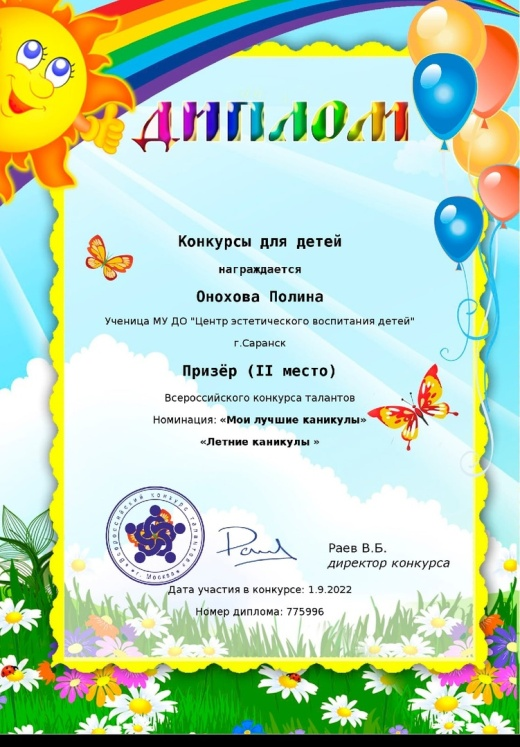 ДИПЛОМ
Конкурсы для детей
награждается
Онохова Полина
Ученица МУ ДО "Центр эстетического воспитания детей"
г.Саранск
Призёр (II место)
Всероссийского конкурса талантов
Номинация: «Мои лучшие каникулы»
«Летние каникулы »
Всероссийский конкурс талантов
г. Москва
Раев В.Б.
директор конкурса
Дата участия в конкурсе: 1.9.2022
Номер диплома: 775996